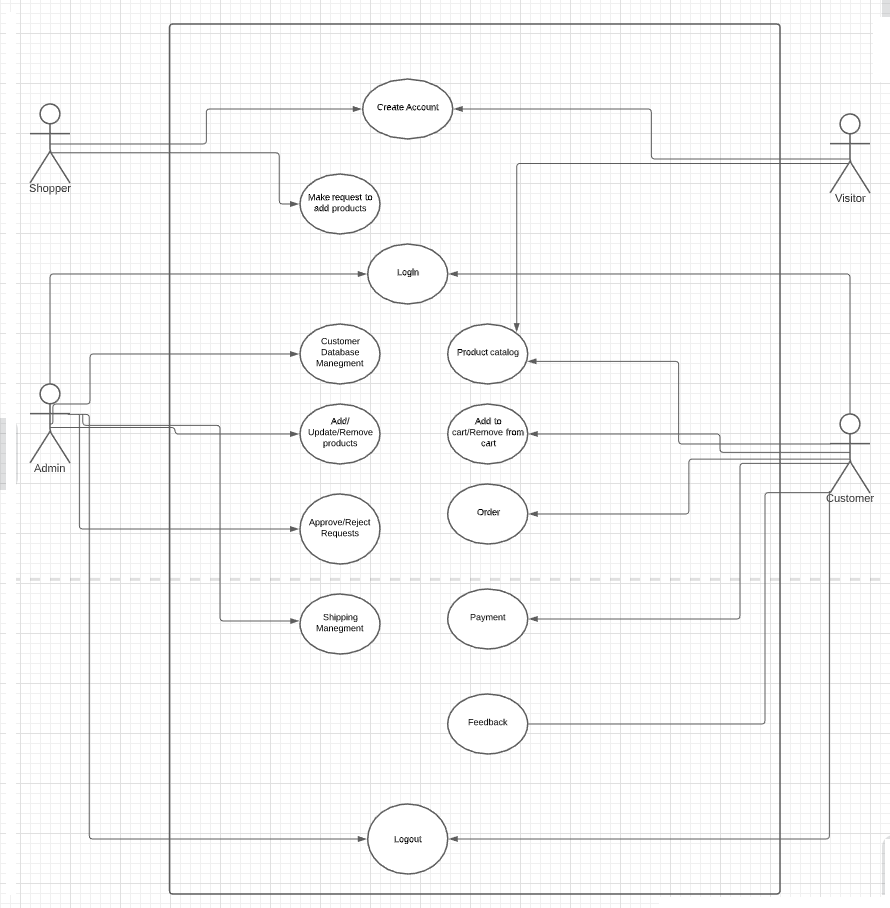 Create Account
Shopper
Visitor
Make request to
add products
LogIn
Customer
Database
Manegment
Product catalog
Admin
Add/
Update/Remove
products
Add to
cart/Remove from
cart
Customer
Approve/Reject
Requests
Order
Shipping
Manegment
Payment
Feedback
Logout